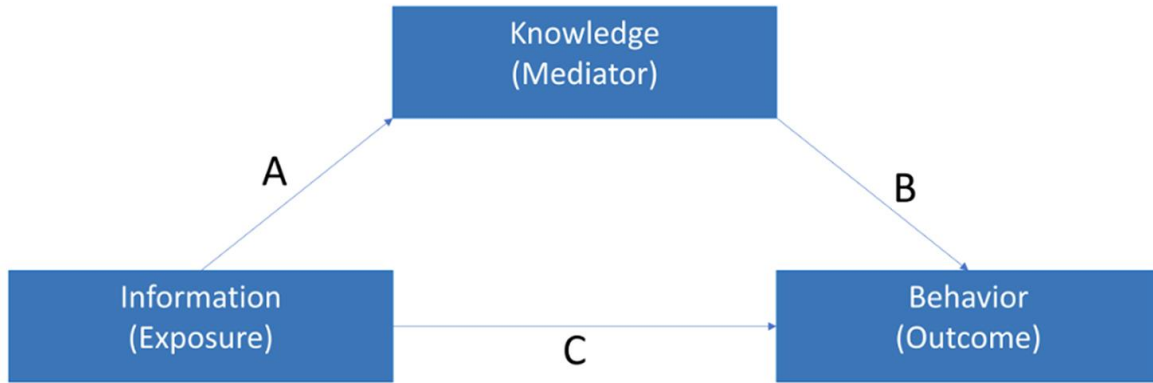 Knowledge
(Mediator)
A
B
Information
(Exposure)
C
Behavior
(Outcome)